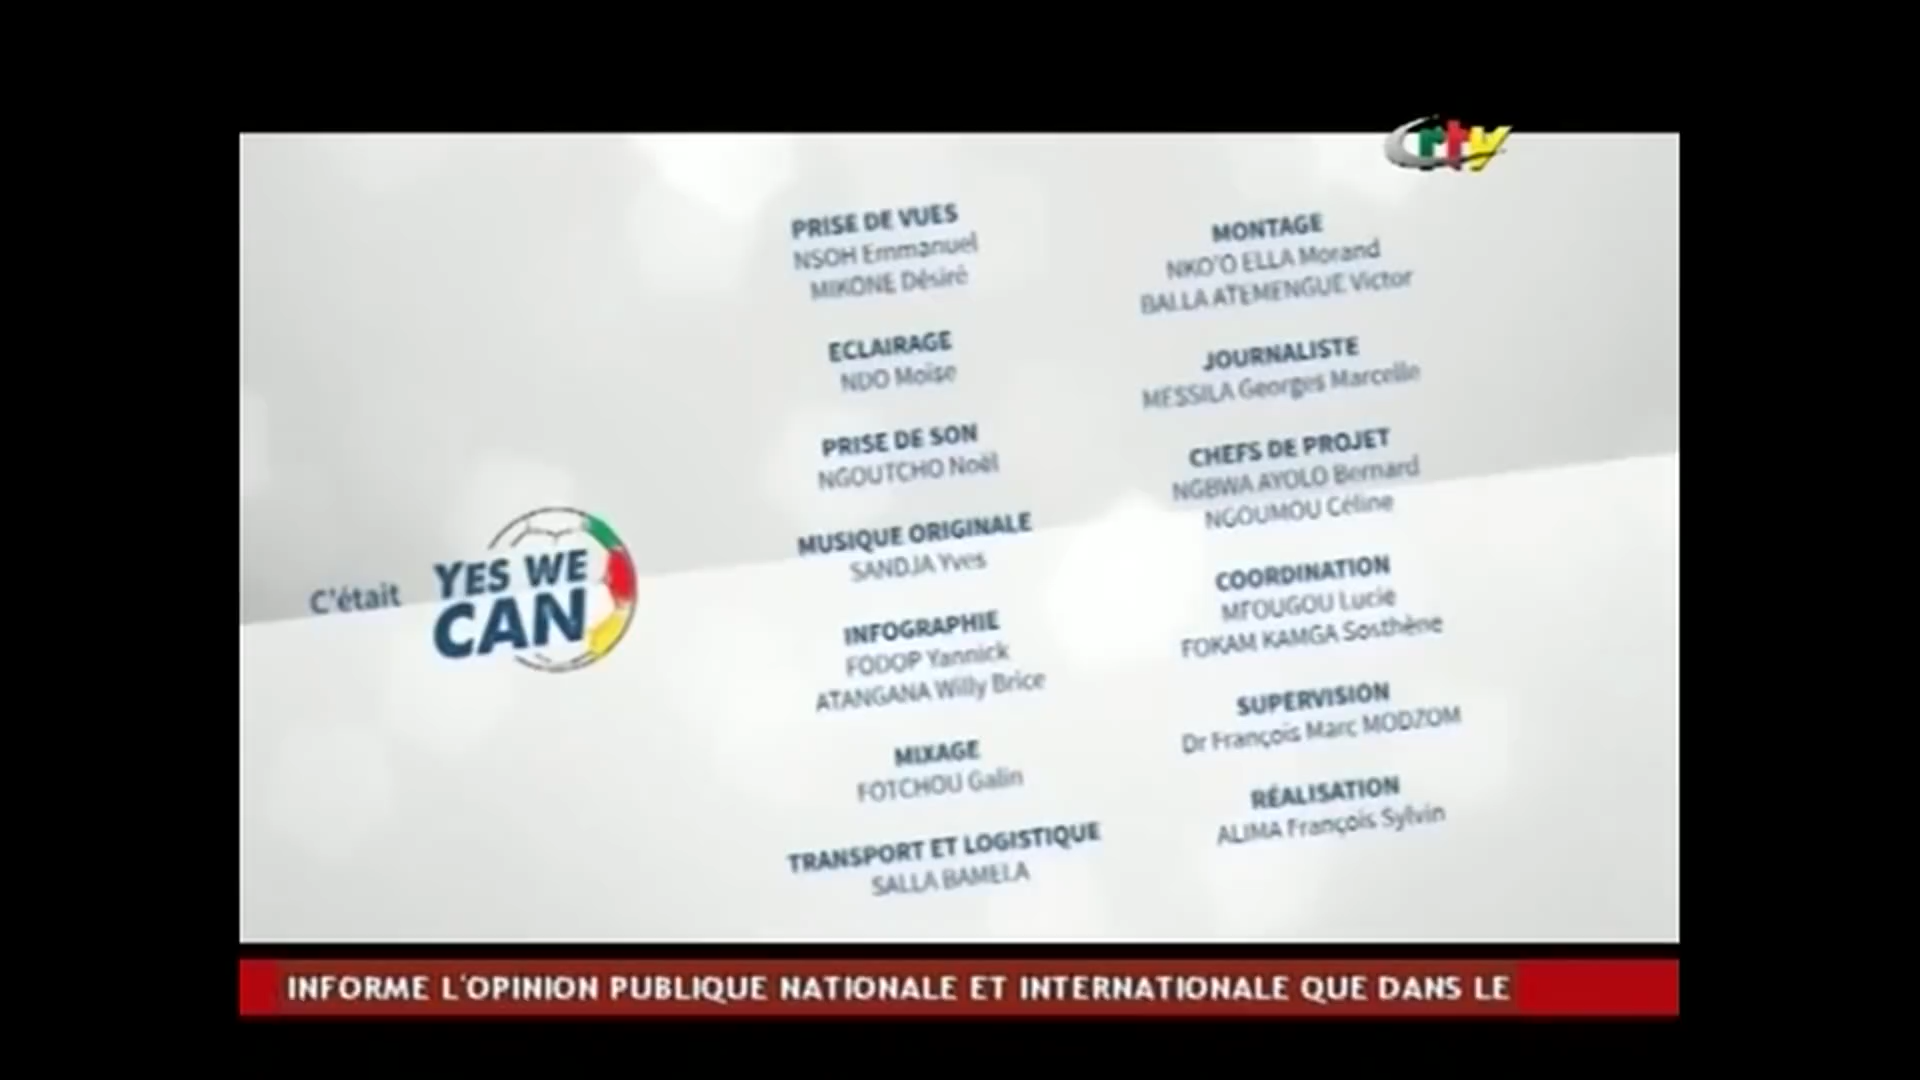 crtv
PRISE DE VUES
NSOH Emmanuel
MIKONE Désiré
ECLAIRAGE
NDO Moïse
PRISE DE SON
NGOUTCHO Noël
MUSIQUE ORIGINALE
SANDJA Yves
INFOGRAPHIE
FODOP Yannick
ATANGANA Willy Brice
MIXAGE
FOTCHOU Galin
TRANSPORT ET LOGISTIQUE
SALLA BAMELA
MONTAGE
NKO'O ELLA Morand
BALLA ATEMENGUE Victor
JOURNALISTE
MESSILA Georges Marcelle
CHEFS DE PROJET
NGBWA AYOLO Bernard
NGOUMOU Céline
COORDINATION
MFOUGOU Lucie
FOKAM KAMGA Sosthène
SUPERVISION
Dr François Marc MODZOM
RÉALISATION
ALIMA François Sylvin
C'était
YES WE
CAN
INFORME L'OPINION PUBLIQUE NATIONALE ET INTERNATIONALE QUE DANS LE